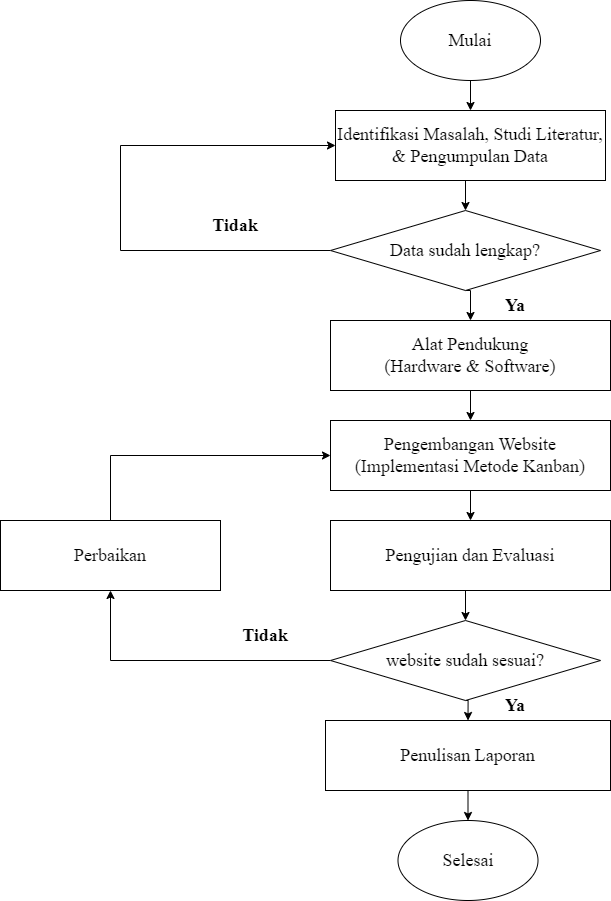 Mulai
Identifikasi Masalah, Studi Literatur,
& Pengumpulan Data
Tidak
Data sudah lengkap?
Ya
Alat Pendukung
(Hardware & Software)
Pengembangan Website
(Implementasi Metode Kanban)
Perbaikan
Pengujian dan Evaluasi
Tidak
website sudah sesuai?
Ya
Penulisan Laporan
Selesai